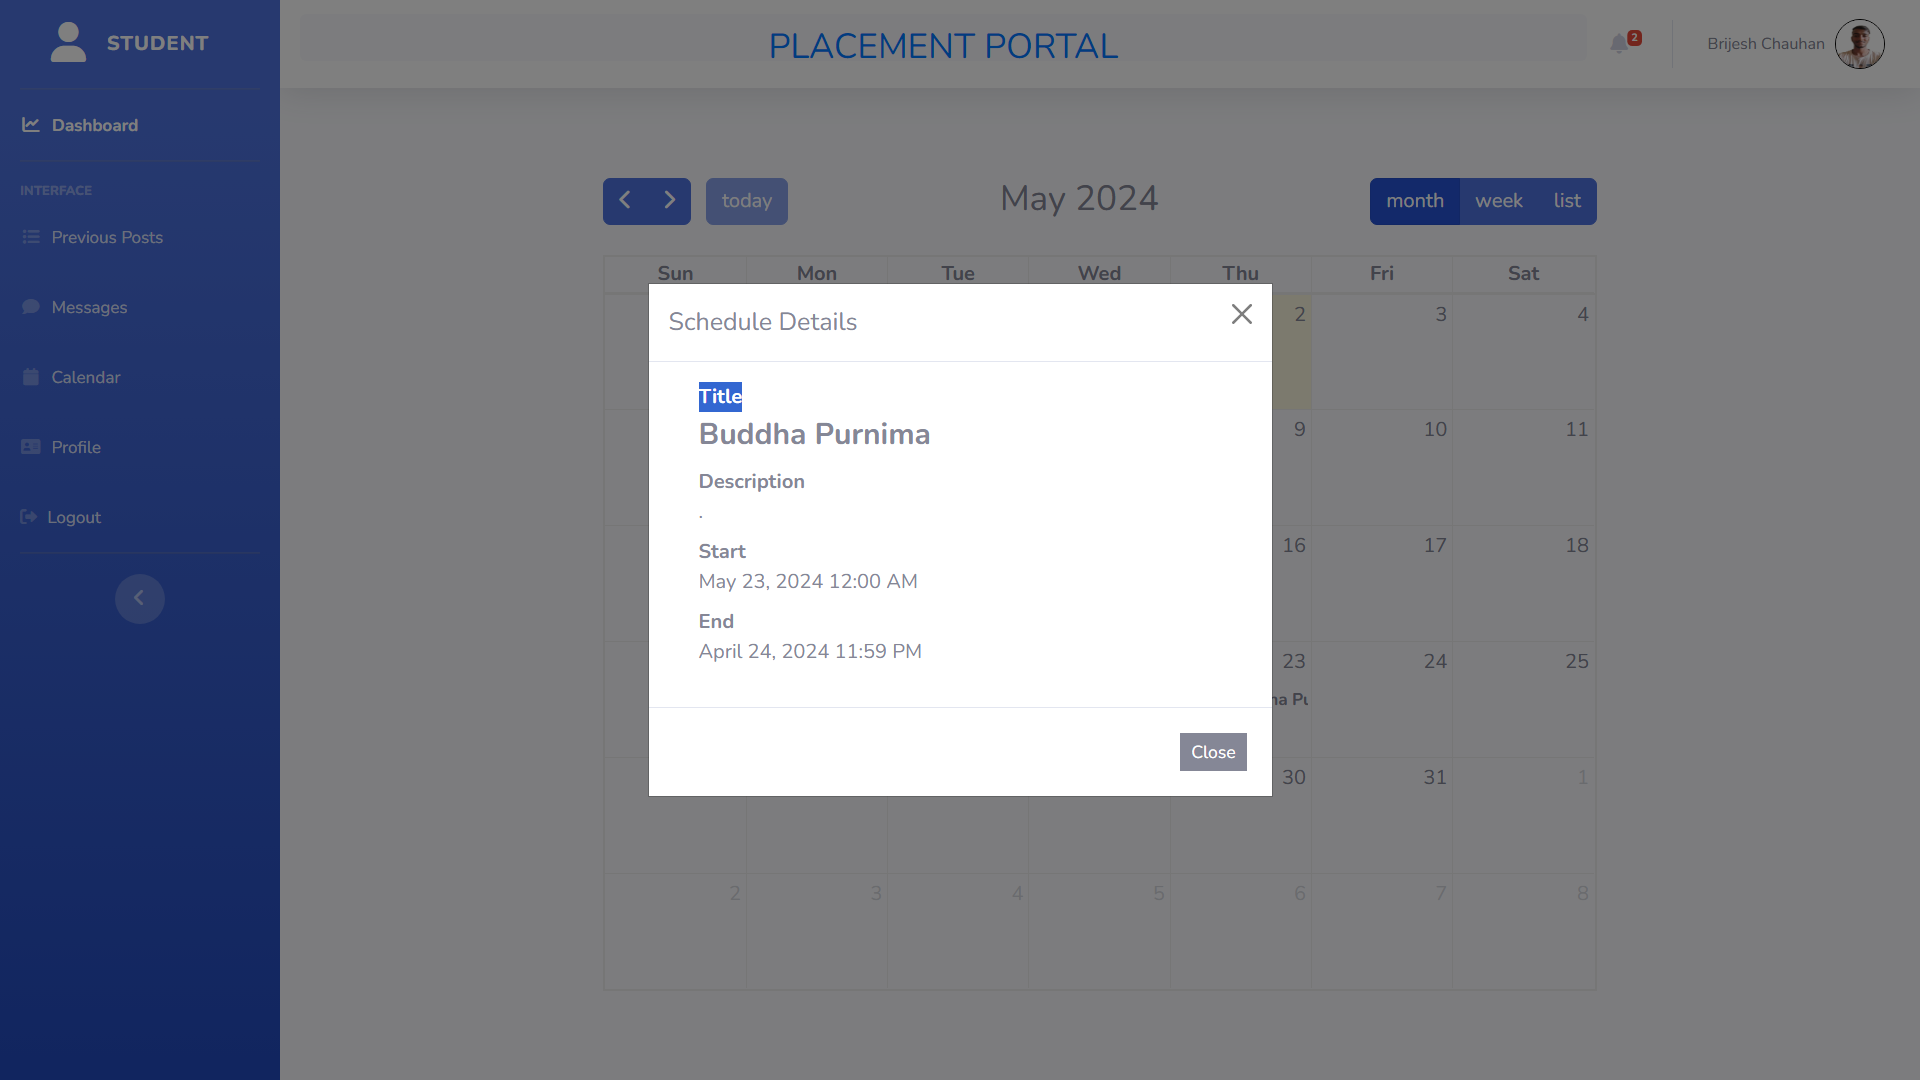 STUDENT
PLACEMENT PORTAL
2
Brijesh Chauhan
Dashboard
INTERFACE
Previous Posts
Messages
Calendar
Profile
Logout
today
May 2024
month week list
Sun Mon Tue Wed Thu Fri Sat
2 3 4
Schedule Details
Title
Buddha Purnima
Description
.
Start
May 23, 2024 12:00 AM
End
April 24, 2024 11:59 PM
Close
9 10 11
16 17 18
23 24 25
30 31 1
2 3 4 5 6 7 8